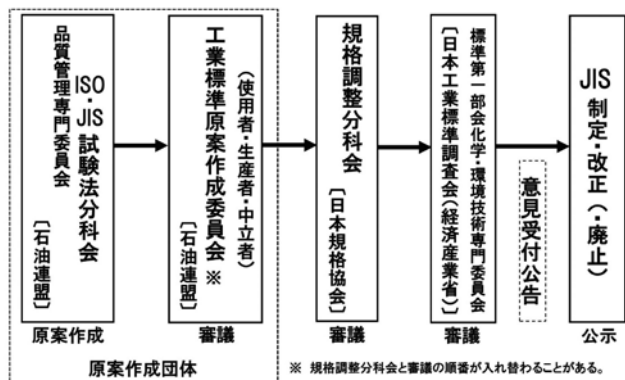 品質管理専門委員会
ISO・JIS試験法分科会
〔石油連盟〕
原案作成
工業標準原案作成委員会※
(使用者・生産者・中立者)
〔石油連盟〕
審議
原案作成団体
規格調整分科会
〔日本規格協会〕
審議
標準第一部会化学・環境技術専門委員会
〔日本工業標準調査会(経済産業省)〕
審議
意見受付公告
JIS制定・改正(・廃止)
公示
※ 規格調整分科会と審議の順番が入れ替わることがある。